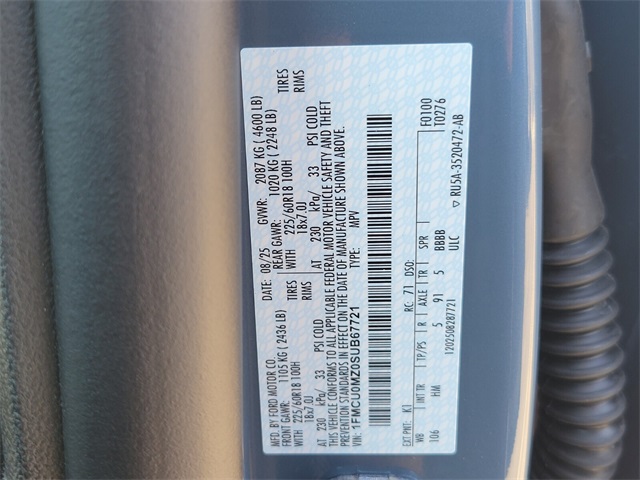 MFD. BY FORD MOTOR CO.
DATE: 08/25 GVWR: 2087 KG ( 4600 LB)
FRONT GAWR: 1105 KG ( 2436 LB) REAR GAWR: 1020 KG ( 2248 LB)
WITH 225/60R18 100H TIRES WITH 225/60R18 100H TIRES
18x7.0J RIMS 18x7.0J RIMS
AT 230 kPa/ 33 PSI COLD AT 230 kPa/ 33 PSI COLD
THIS VEHICLE CONFORMS TO ALL APPLICABLE FEDERAL MOTOR VEHICLE SAFETY AND THEFT
PREVENTION STANDARDS IN EFFECT ON THE DATE OF MANUFACTURE SHOWN ABOVE.
VIN: 1FMCU0MZ0SUB67721 TYPE: MPV
EXT PNT: K1 RC: 71 DSO: F0100
WB INT TR TP/PS R AXLE TR SPR T0276
106 HM 5 91 5 BBBB
ULC
1202508287721 ▽ RU5A-3520472-AB